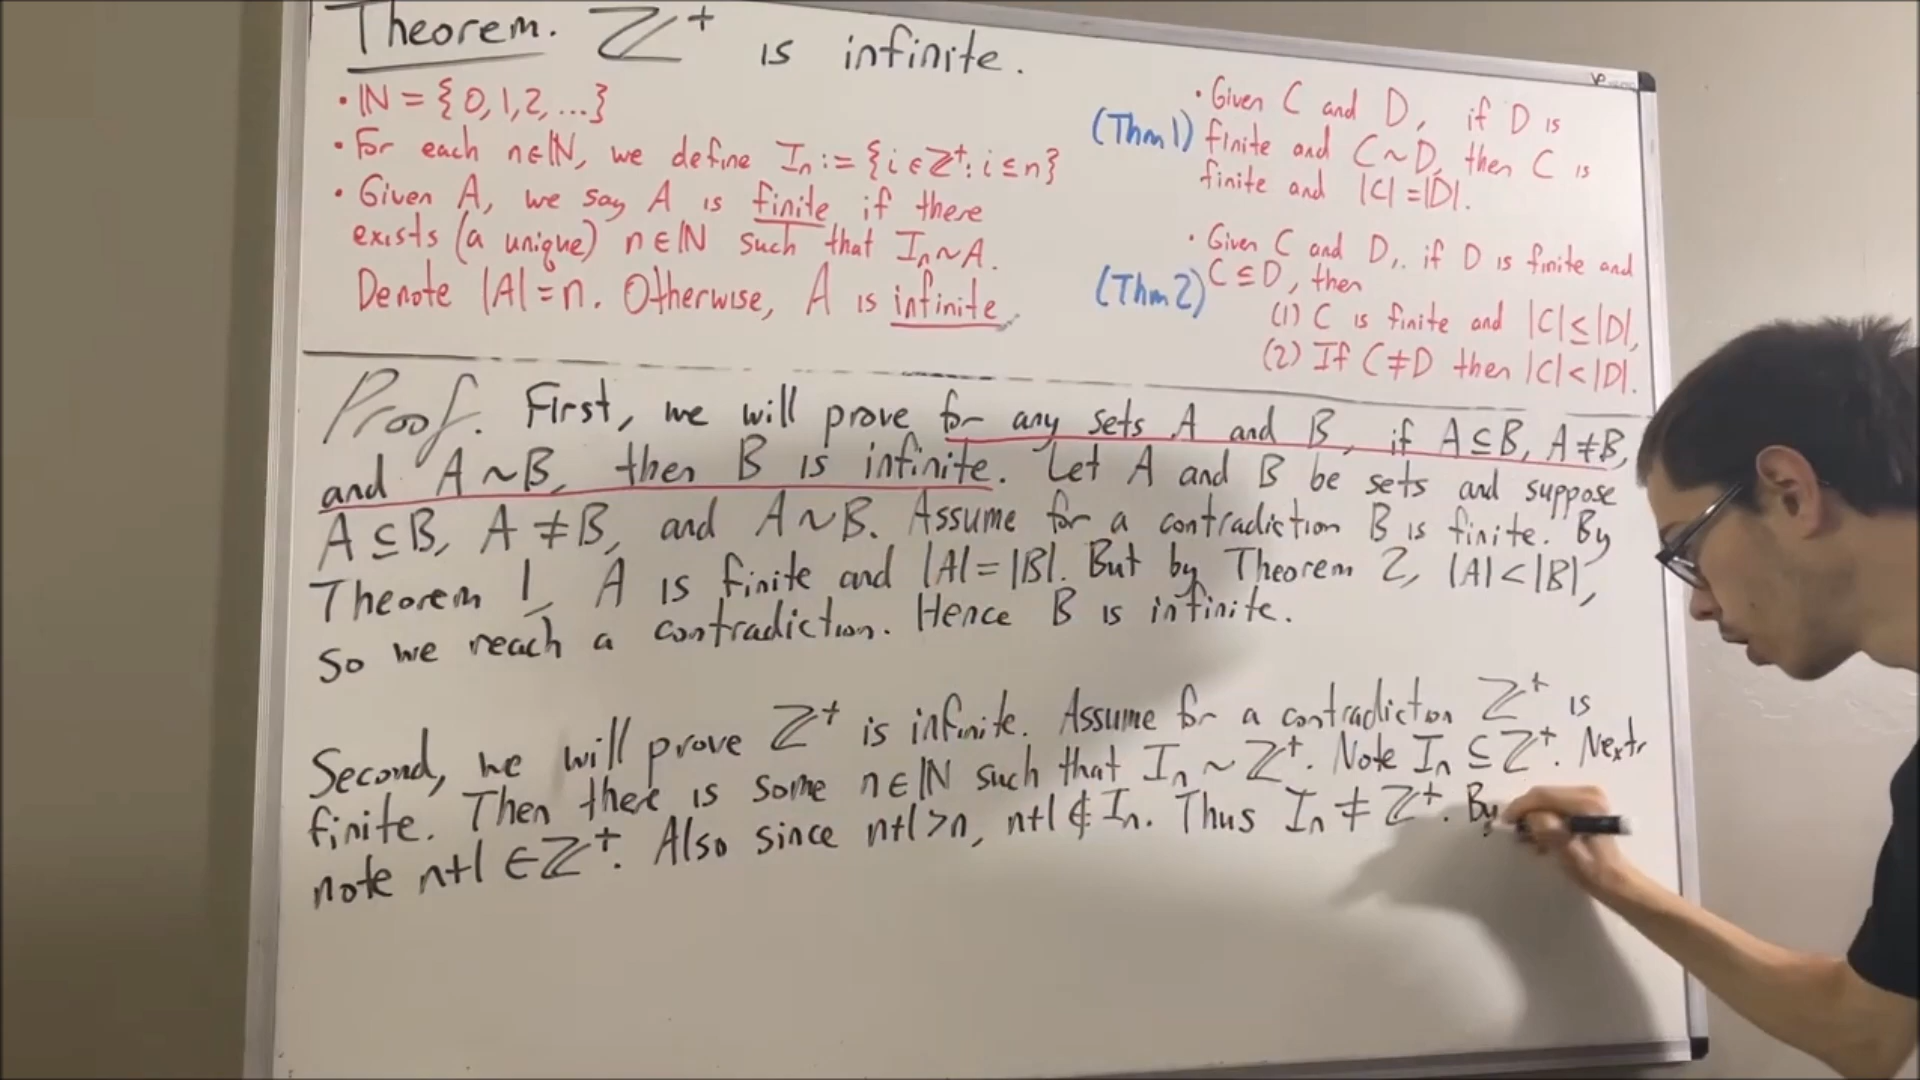 Theorem. ℤ⁺ is infinite.
• ℕ = {0,1,2,...}
• For each n∈ℕ, we define Iₙ := {i∈ℤ⁺: i≤n}
• Given A, we say A is finite if there
exists (a unique) n∈ℕ such that Iₙ~A.
Denote |A|=n. Otherwise, A is infinite.
• Given C and D, if D is
(Thm 1) finite and C~D, then C is
finite and |C|=|D|.
• Given C and D, if D is finite and
(Thm 2) C⊆D, then
(1) C is finite and |C|≤|D|,
(2) If C≠D then |C|<|D|.
Proof. First, we will prove for any sets A and B, if A⊆B, A≠B,
and A~B, then B is infinite. Let A and B be sets and suppose
A⊆B, A≠B, and A~B. Assume for a contradiction B is finite. By
Theorem 1, A is finite and |A|=|B|. But by Theorem 2, |A|<|B|,
so we reach a contradiction. Hence B is infinite.
Second, we will prove ℤ⁺ is infinite. Assume for a contradiction ℤ⁺ is
finite. Then there is some n∈ℕ such that Iₙ~ℤ⁺. Note Iₙ⊆ℤ⁺. Next,
note n+1∈ℤ⁺. Also since n+1>n, n+1∉Iₙ. Thus Iₙ≠ℤ⁺. By